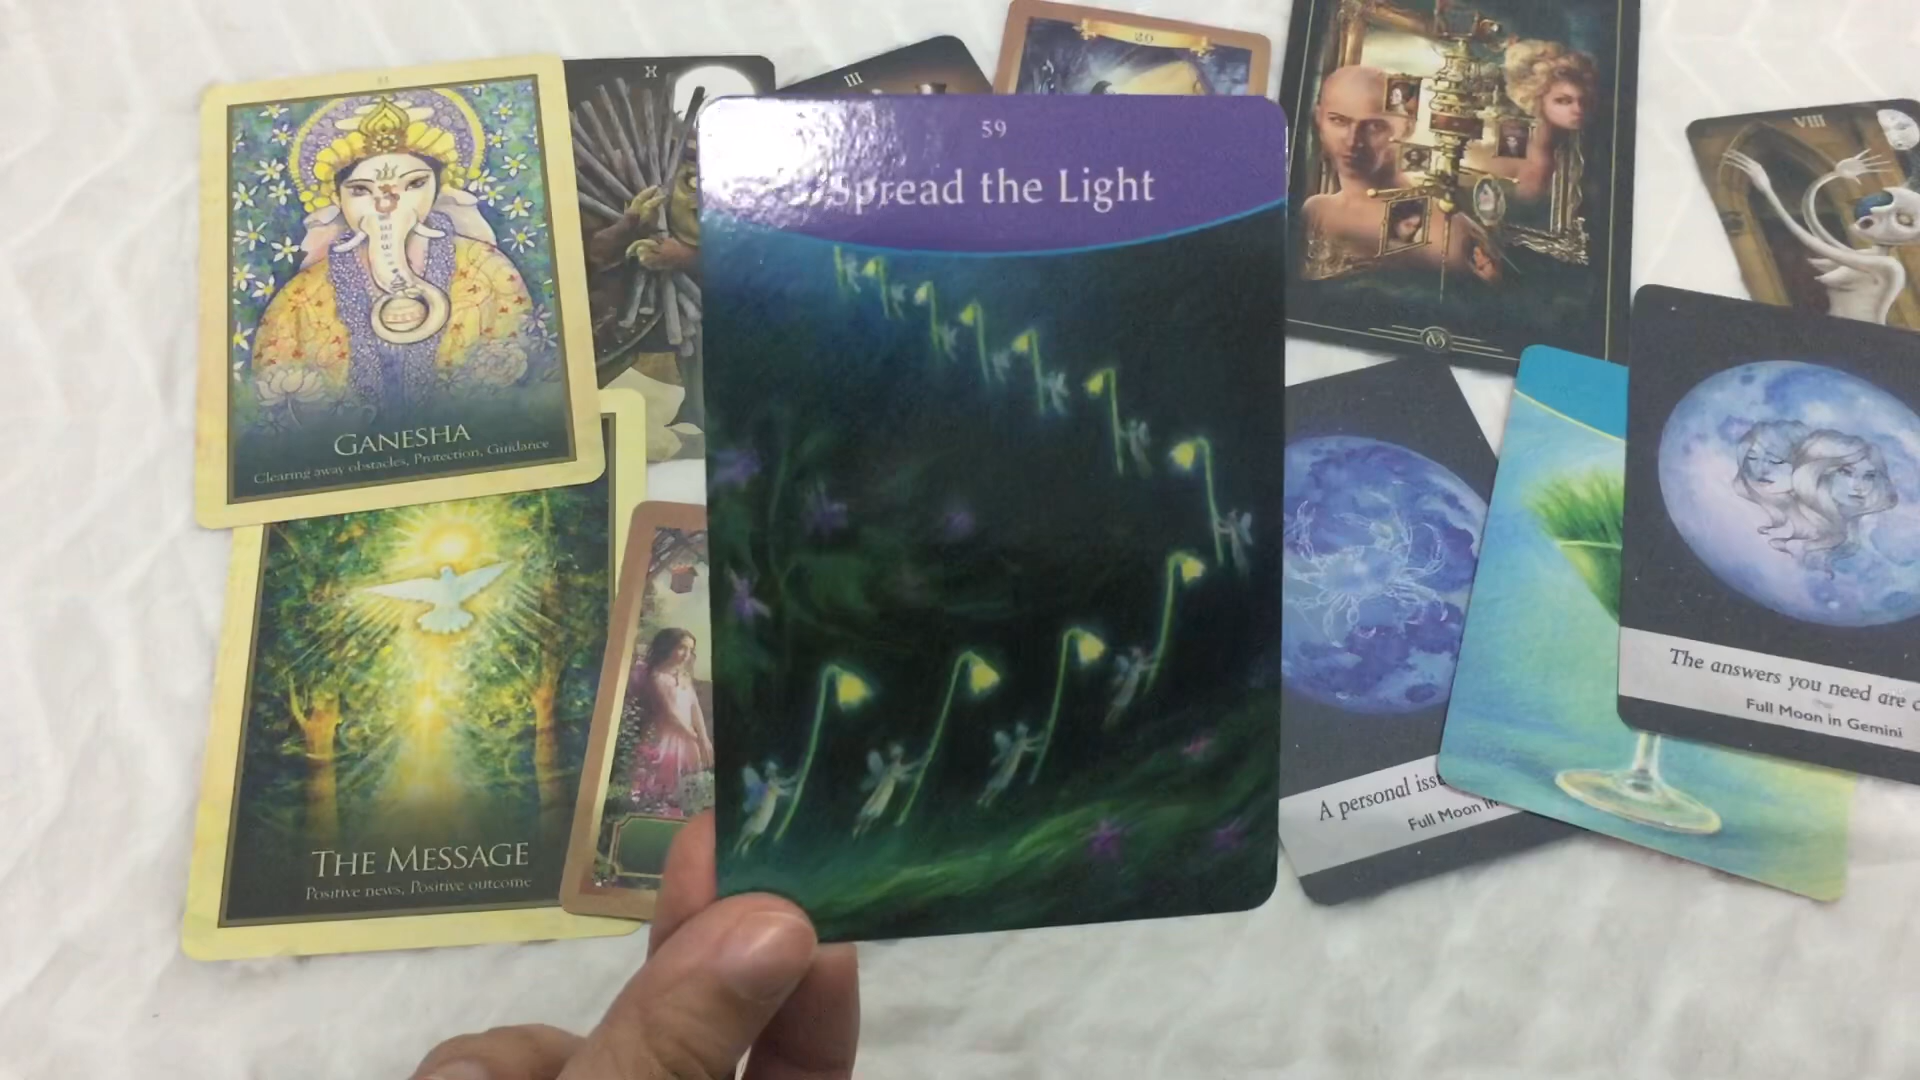 11
GANESHA
Clearing away obstacles, Protection, Guidance
X
III
20
59
Spread the Light
VIII
THE MESSAGE
Positive news, Positive outcome
A personal
Full Moon in
The answers you need are
Full Moon in Gemini